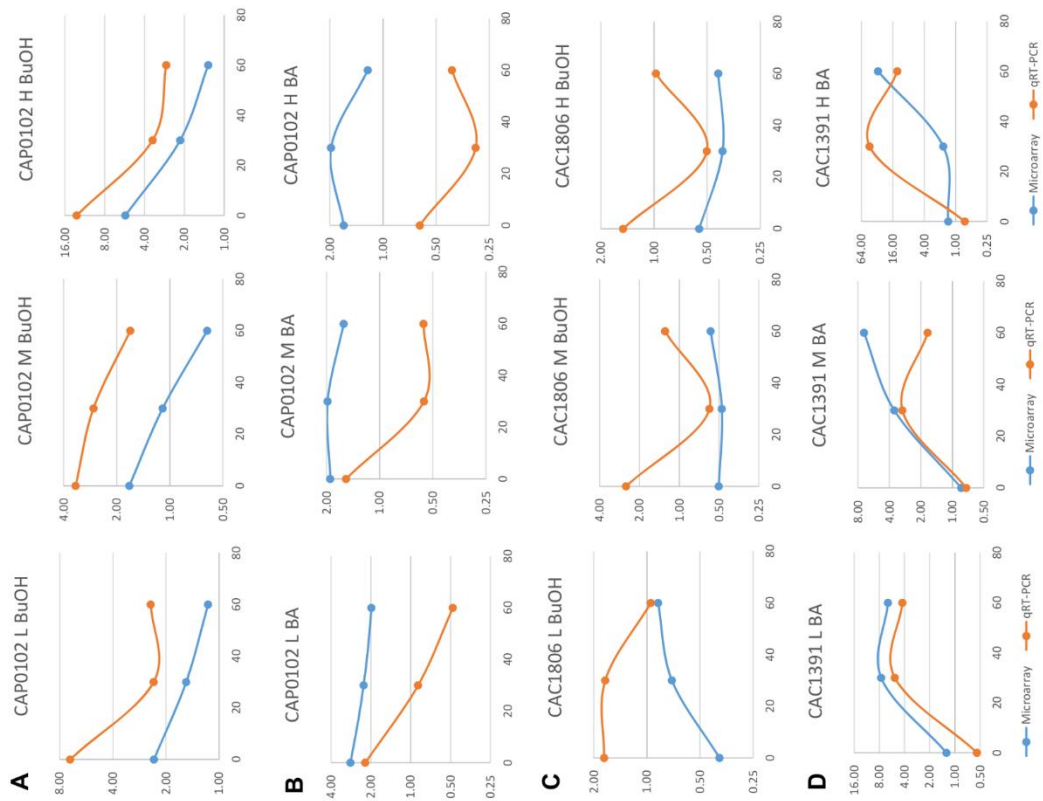 A
CAP0102 L BuOH
8.00
4.00
2.00
1.00
0 20 40 60 80
CAP0102 M BuOH
4.00
2.00
1.00
0.50
0 20 40 60 80
CAP0102 H BuOH
16.00
8.00
4.00
2.00
1.00
0 20 40 60 80
B
CAP0102 L BA
4.00
2.00
1.00
0.50
0.25
0 20 40 60 80
CAP0102 M BA
2.00
1.00
0.50
0.25
0 20 40 60 80
CAP0102 H BA
2.00
1.00
0.50
0.25
0 20 40 60 80
C
CAC1806 L BuOH
2.00
1.00
0.50
0.25
0 20 40 60 80
CAC1806 M BuOH
4.00
2.00
1.00
0.50
0.25
0 20 40 60 80
CAC1806 H BuOH
2.00
1.00
0.50
0.25
0 20 40 60 80
D
CAC1391 L BA
16.00
8.00
4.00
2.00
1.00
0.50
0 20 40 60 80
Microarray qRT-PCR
CAC1391 M BA
8.00
4.00
2.00
1.00
0.50
0 20 40 60 80
Microarray qRT-PCR
CAC1391 H BA
64.00
16.00
4.00
1.00
0.25
0 20 40 60 80
Microarray qRT-PCR